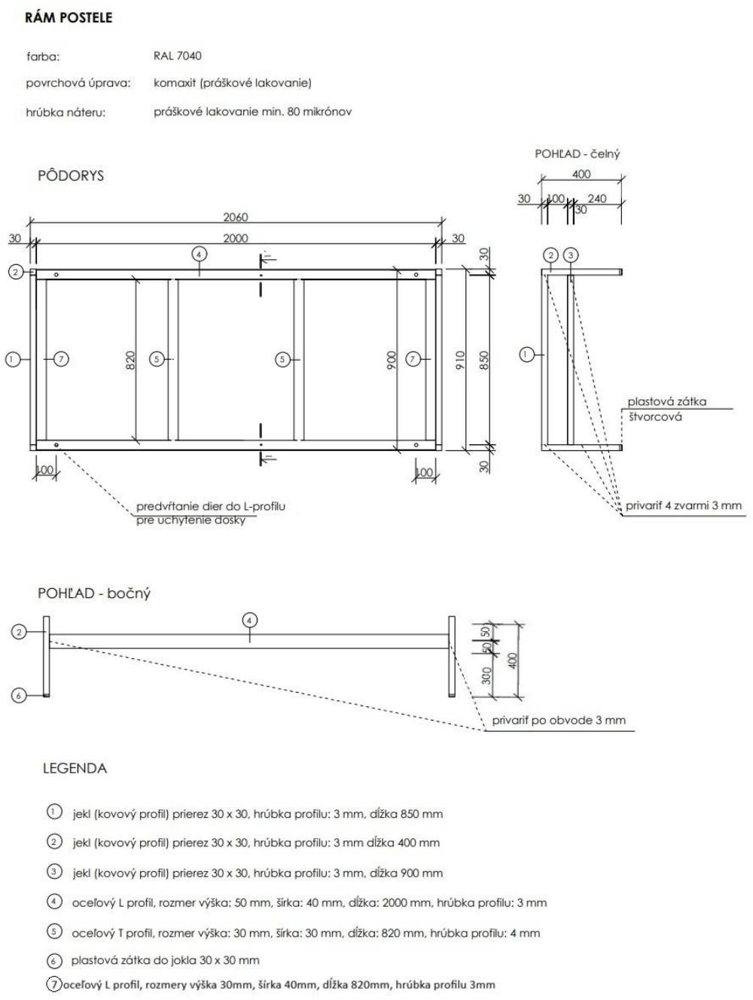 RÁM POSTELE
farba: RAL 7040
povrchová úprava: komaxit (práškové lakovanie)
hrúbka náteru: práškové lakovanie min. 80 mikrónov
POHĽAD - čelný
PÔDORYS
400
30 100 30 240
2060
30 2000 30
4
2
30
2 3
1 7 820 5 5 900 7 910 850
1
plastová zátka
štvorcová
100 100
30
predvŕtanie dier do L-profilu
pre uchytenie dosky
privariť 4 zvarmi 3 mm
POHĽAD - bočný
2 4
50
50
300
400
6
privariť po obvode 3 mm
LEGENDA
1 jekl (kovový profil) prierez 30 x 30, hrúbka profilu: 3 mm, dĺžka 850 mm
2 jekl (kovový profil) prierez 30 x 30, hrúbka profilu: 3 mm dĺžka 400 mm
3 jekl (kovový profil) prierez 30 x 30, hrúbka profilu: 3 mm, dĺžka 900 mm
4 oceľový L profil, rozmer výška: 50 mm, šírka: 40 mm, dĺžka: 2000 mm, hrúbka profilu: 3 mm
5 oceľový T profil, rozmer výška: 30 mm, šírka: 30 mm, dĺžka: 820 mm, hrúbka profilu: 4 mm
6 plastová zátka do jokla 30 x 30 mm
7 oceľový L profil, rozmery výška 30mm, šírka 40mm, dĺžka 820mm, hrúbka profilu 3mm